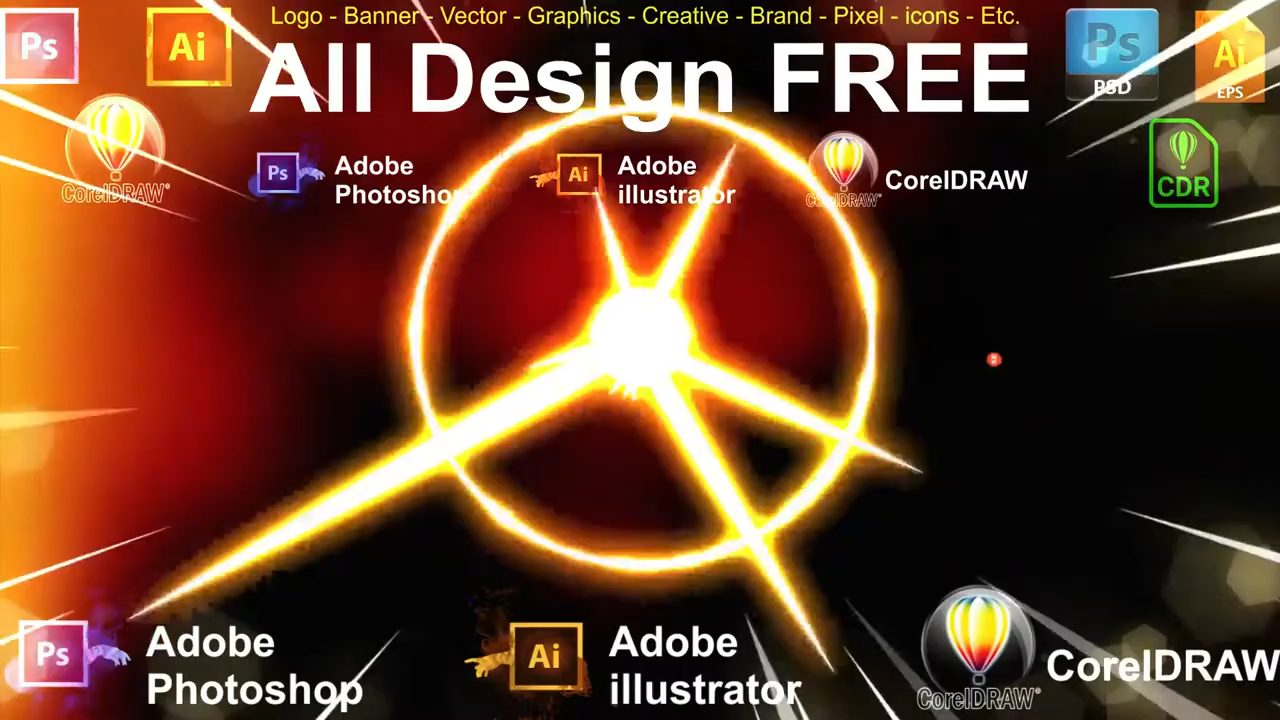 Logo - Banner - Vector - Graphics - Creative - Brand - Pixel - icons - Etc.
All Design FREE
Ps
Ai
Ps
PSD
Ai
EPS
CorelDRAW®
Ps
Adobe
Photoshop
Ai
Adobe
illustrator
CorelDRAW®
CorelDRAW
CDR
Ps
Adobe
Photoshop
Ai
Adobe
illustrator
CorelDRAW®
CorelDRAW